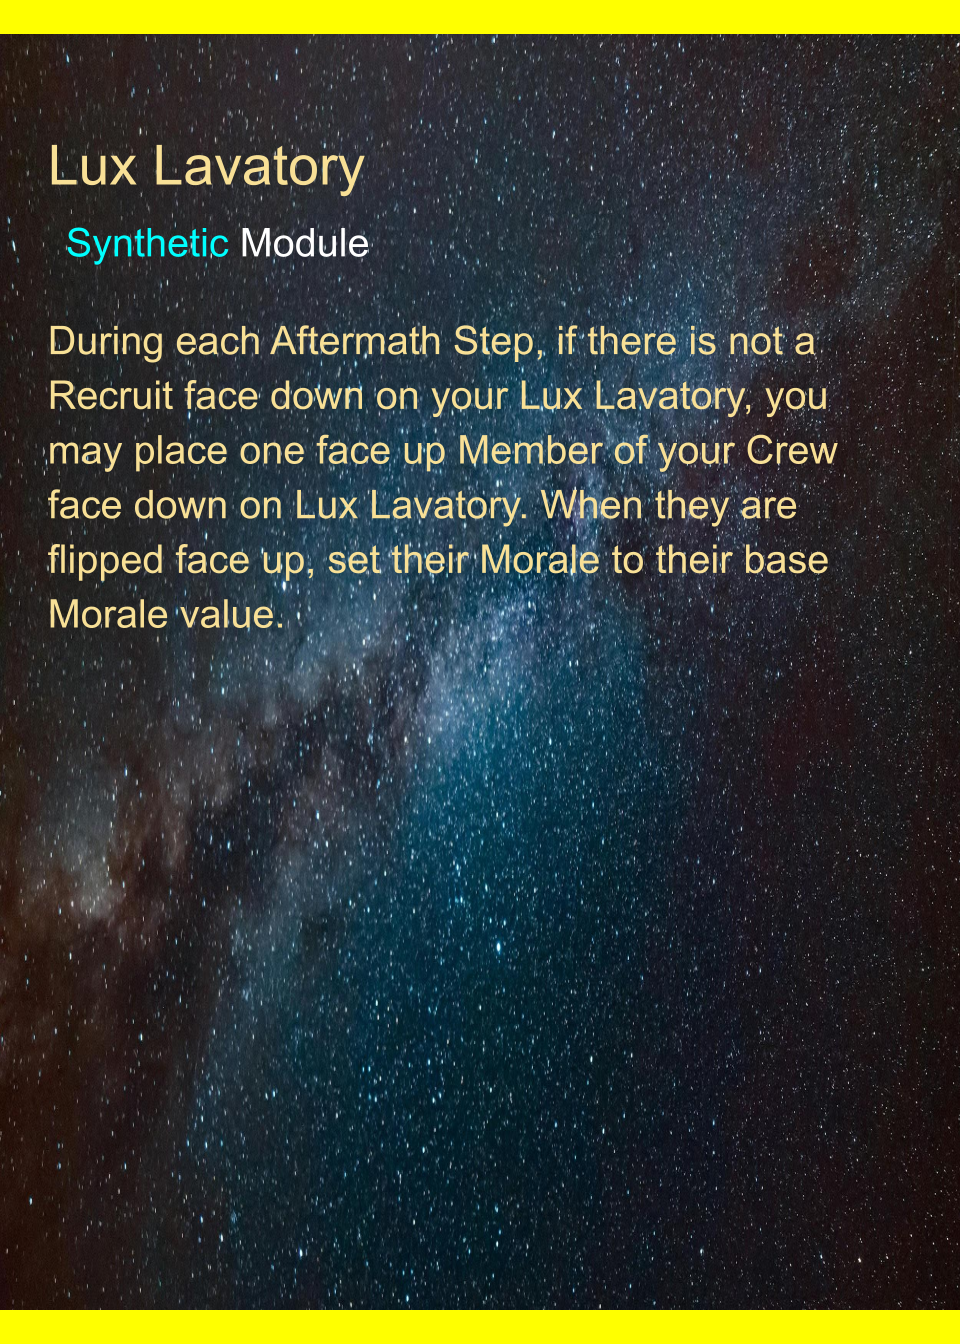 Lux Lavatory
Synthetic Module
During each Aftermath Step, if there is not a
Recruit face down on your Lux Lavatory, you
may place one face up Member of your Crew
face down on Lux Lavatory. When they are
flipped face up, set their Morale to their base
Morale value.